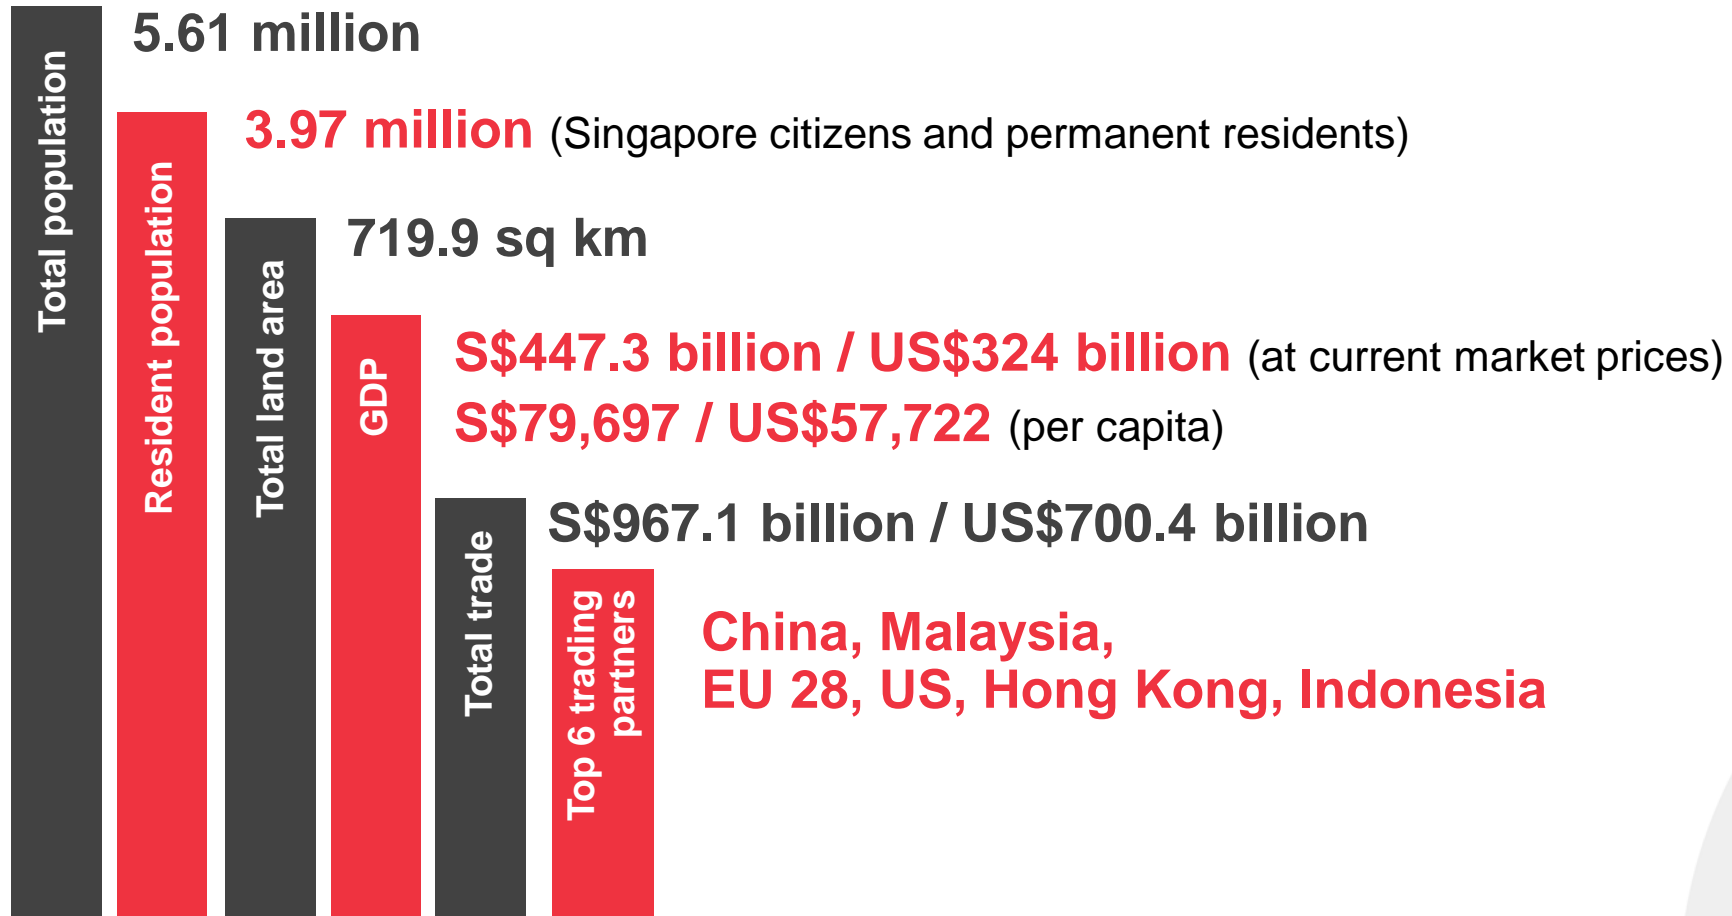 Total population
5.61 million
Resident population
3.97 million (Singapore citizens and permanent residents)
Total land area
719.9 sq km
GDP
S$447.3 billion / US$324 billion (at current market prices)
S$79,697 / US$57,722 (per capita)
Total trade
S$967.1 billion / US$700.4 billion
Top 6 trading
partners
China, Malaysia,
EU 28, US, Hong Kong, Indonesia